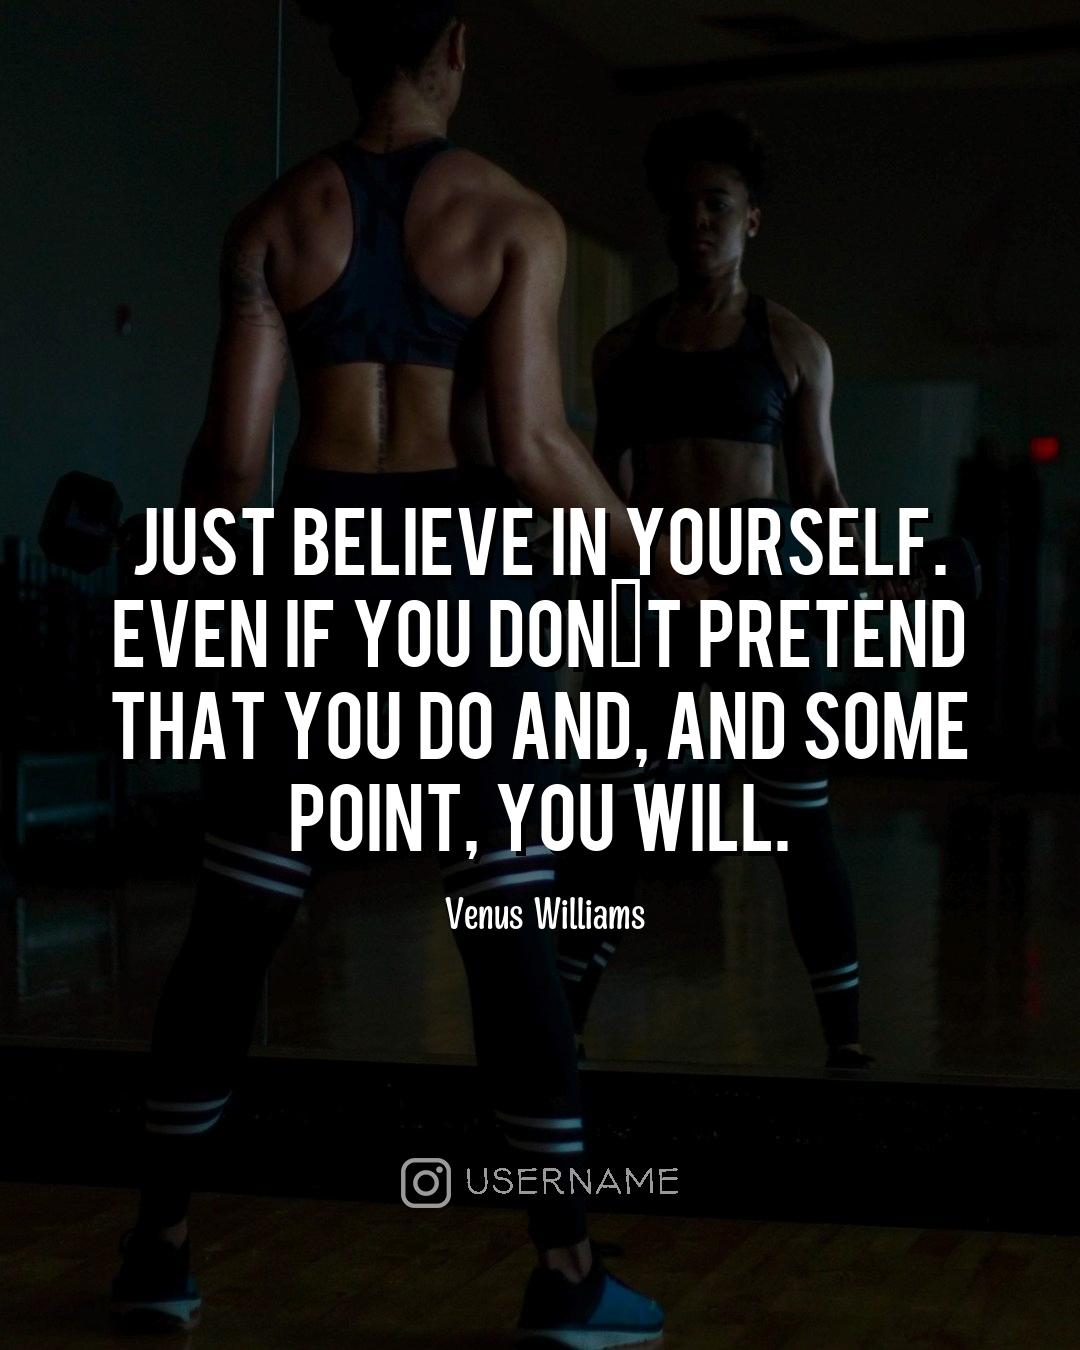 JUST BELIEVE IN YOURSELF.
EVEN IF YOU DON▯T PRETEND
THAT YOU DO AND, AND SOME
POINT, YOU WILL.
Venus Williams
USERNAME